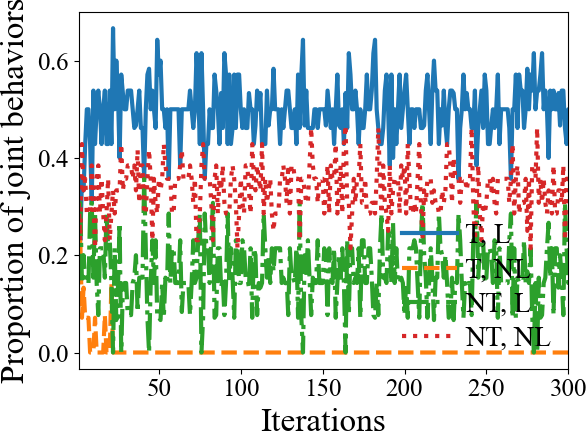 Proportion of joint behaviors
0.6
0.4
0.2
0.0
T, L
T, NL
NT, L
NT, NL
50
100
150
200
250
300
Iterations